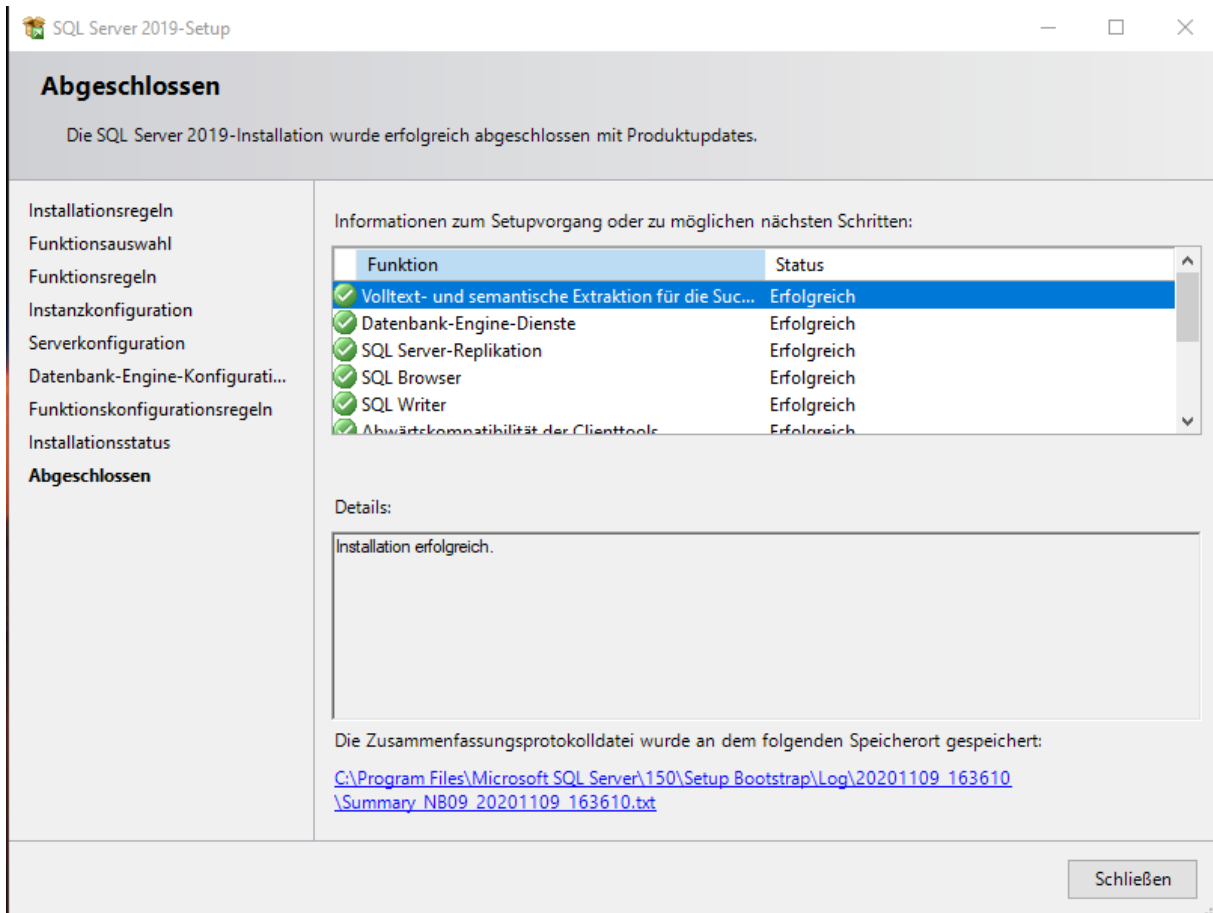 SQL Server 2019-Setup
Abgeschlossen
Die SQL Server 2019-Installation wurde erfolgreich abgeschlossen mit Produktupdates.
Installationsregeln
Funktionsauswahl
Funktionsregeln
Instanzkonfiguration
Serverkonfiguration
Datenbank-Engine-Konfigurati...
Funktionskonfigurationsregeln
Installationsstatus
Abgeschlossen
Informationen zum Setupvorgang oder zu möglichen nächsten Schritten:
Funktion Status
Volltext- und semantische Extraktion für die Suc... Erfolgreich
Datenbank-Engine-Dienste Erfolgreich
SQL Server-Replikation Erfolgreich
SQL Browser Erfolgreich
SQL Writer Erfolgreich
Abwärtskompatibilität der Clienttools Erfolgreich
Details:
Installation erfolgreich.
Die Zusammenfassungsprotokolldatei wurde an dem folgenden Speicherort gespeichert:
C:\Program Files\Microsoft SQL Server\150\Setup Bootstrap\Log\20201109_163610
\Summary_NB09_20201109_163610.txt
Schließen